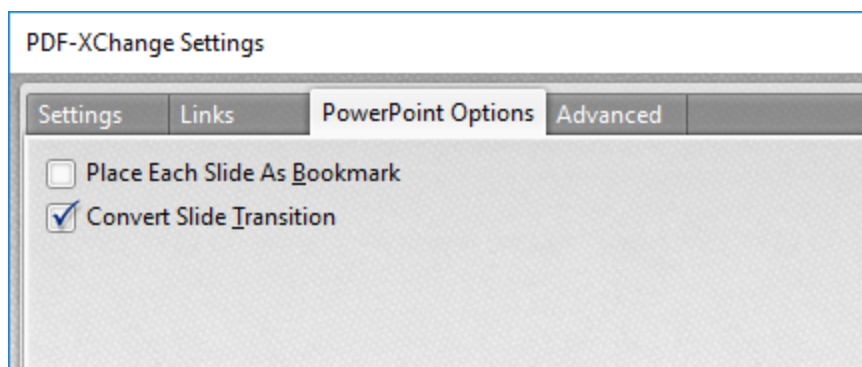 PDF-XChange Settings
Settings Links PowerPoint Options Advanced
Place Each Slide As Bookmark
Convert Slide Transition